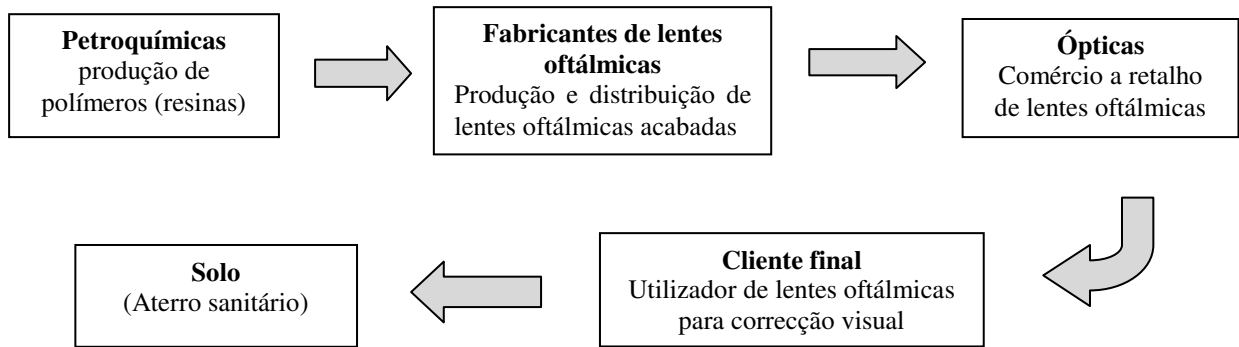 Petroquímicas
produção de
polímeros (resinas)
Fabricantes de lentes
oftálmicas
Produção e distribuição de
lentes oftálmicas acabadas
Ópticas
Comércio a retalho
de lentes oftálmicas
Cliente final
Utilizador de lentes oftálmicas
para correcção visual
Solo
(Aterro sanitário)